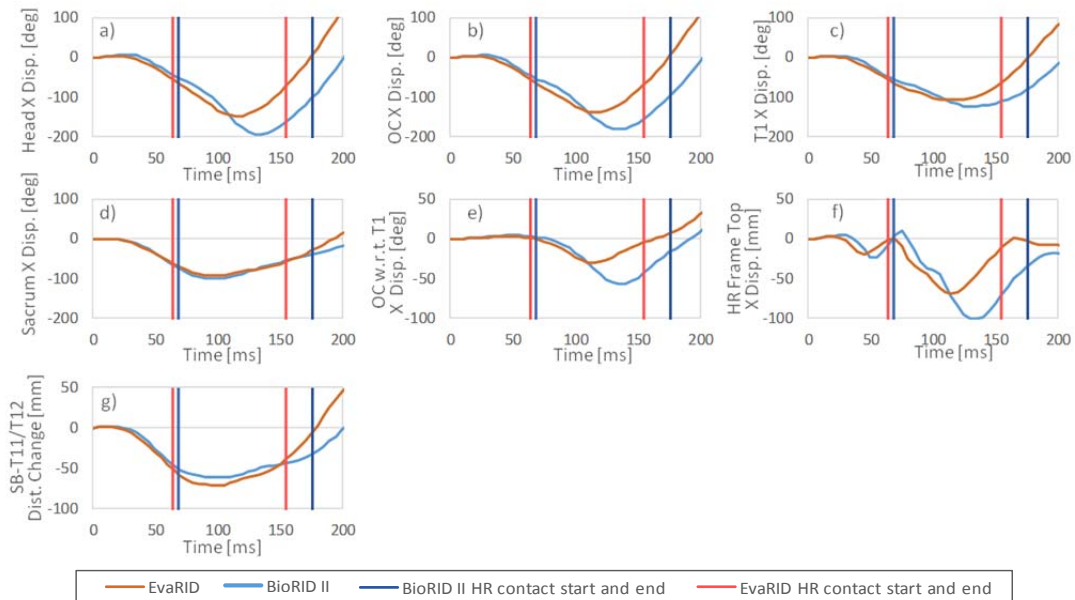 a)
Head X Disp. [deg]
100
0
-100
-200
0 50 100 150 200
Time [ms]
b)
OC X Disp. [deg]
100
0
-100
-200
0 50 100 150 200
Time [ms]
c)
T1 X Disp. [deg]
100
0
-100
-200
0 50 100 150 200
Time [ms]
d)
Sacrum X Disp. [deg]
100
0
-100
-200
0 50 100 150 200
Time [ms]
e)
OC w.r.t. T1
X Disp. [deg]
50
0
-50
-100
0 50 100 150 200
Time [ms]
f)
HR Frame Top
X Disp. [mm]
50
0
-50
-100
0 50 100 150 200
Time [ms]
g)
SB-T11/T12
Dist. Change [mm]
50
0
-50
-100
0 50 100 150 200
Time [ms]
EvaRID BioRID II BioRID II HR contact start and end EvaRID HR contact start and end